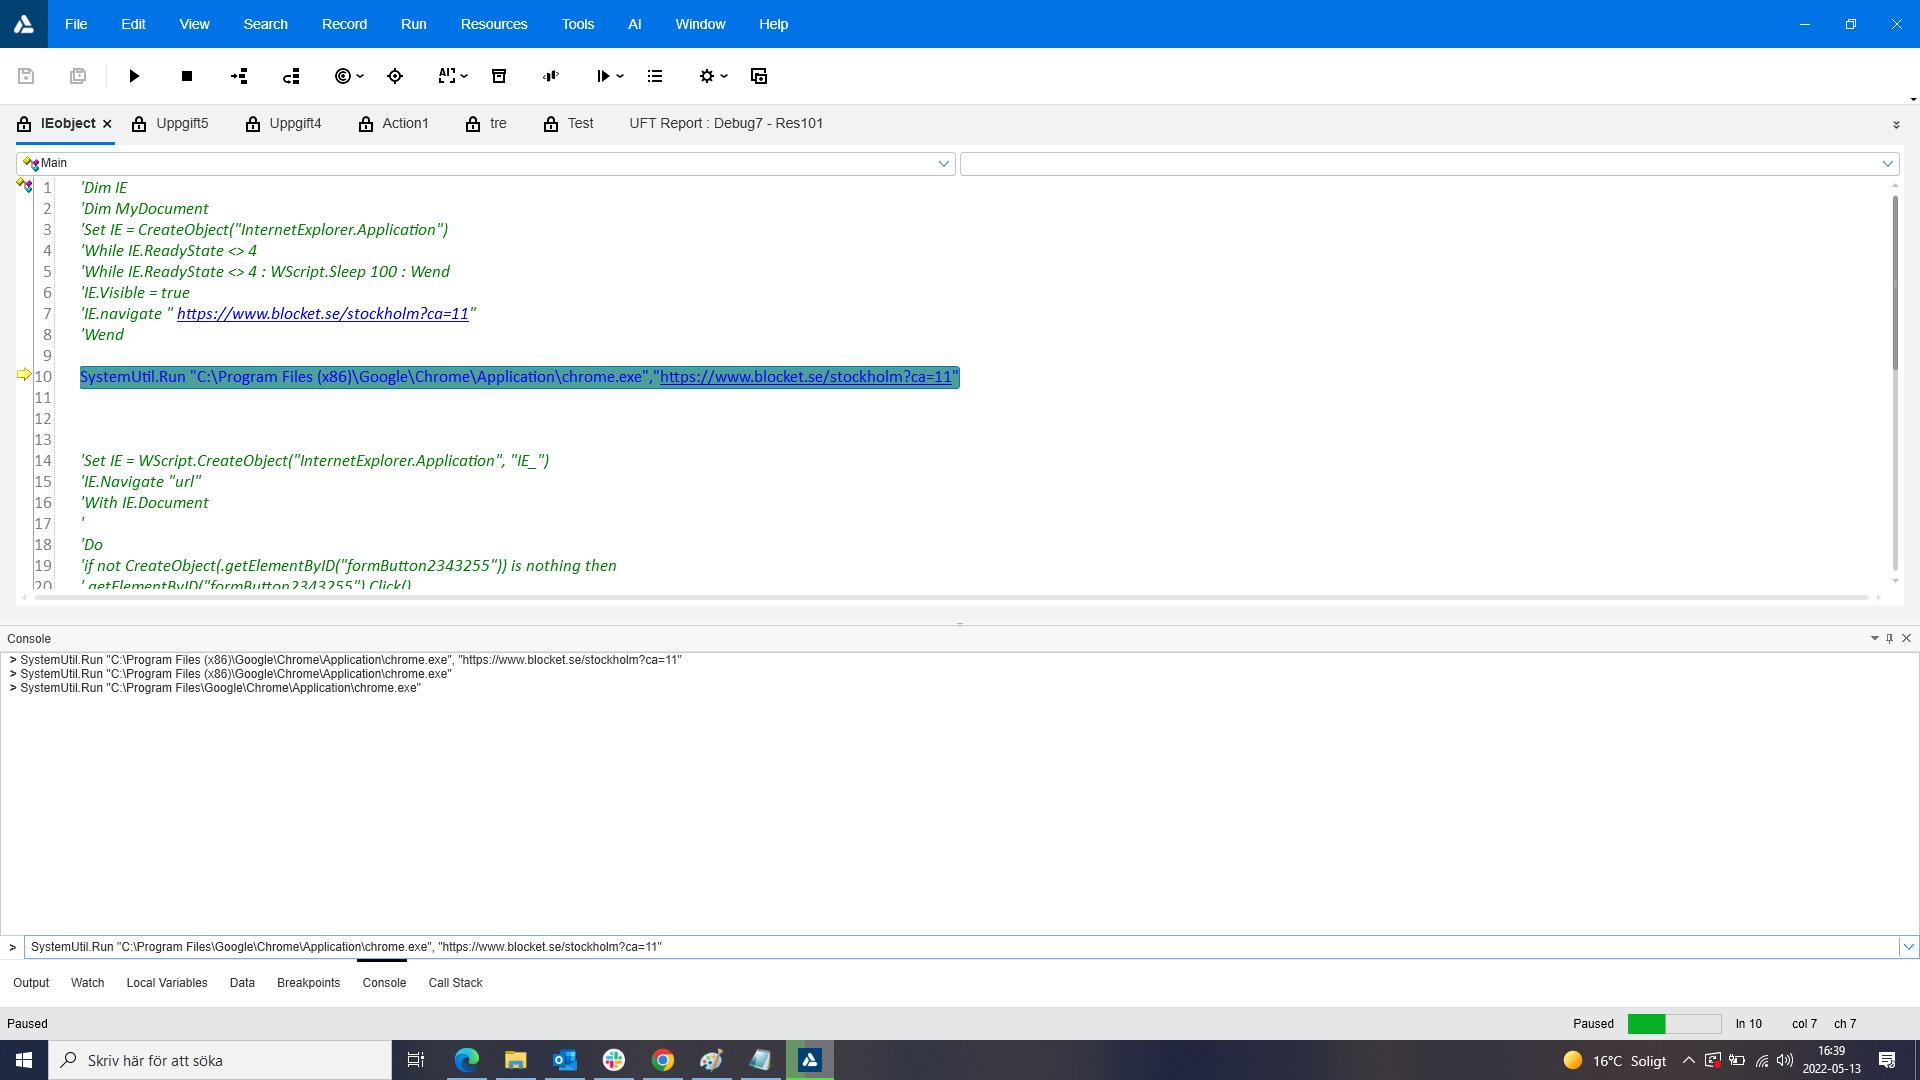 File Edit View Search Record Run Resources Tools AI Window Help
AI
IEobject Uppgift5 Uppgift4 Action1 tre Test UFT Report : Debug7 - Res101
Main
1 'Dim IE
2 'Dim MyDocument
3 'Set IE = CreateObject("InternetExplorer.Application")
4 'While IE.ReadyState <> 4
5 'While IE.ReadyState <> 4 : WScript.Sleep 100 : Wend
6 'IE.Visible = true
7 'IE.navigate " https://www.blocket.se/stockholm?ca=11"
8 'Wend
9
10 SystemUtil.Run "C:\Program Files (x86)\Google\Chrome\Application\chrome.exe","https://www.blocket.se/stockholm?ca=11"
11
12
13
14 'Set IE = WScript.CreateObject("InternetExplorer.Application", "IE_")
15 'IE.Navigate "url"
16 'With IE.Document
17 '
18 'Do
19 'if not CreateObject(.getElementByID("formButton2343255")) is nothing then
20 ' .getElementByID("formButton2343255").Click()
Console
> SystemUtil.Run "C:\Program Files (x86)\Google\Chrome\Application\chrome.exe", "https://www.blocket.se/stockholm?ca=11"
> SystemUtil.Run "C:\Program Files (x86)\Google\Chrome\Application\chrome.exe"
> SystemUtil.Run "C:\Program Files\Google\Chrome\Application\chrome.exe"
> SystemUtil.Run "C:\Program Files\Google\Chrome\Application\chrome.exe", "https://www.blocket.se/stockholm?ca=11"
Output Watch Local Variables Data Breakpoints Console Call Stack
Paused Paused ln 10 col 7 ch 7
Skriv här för att söka 16°C Soligt 16:39
2022-05-13